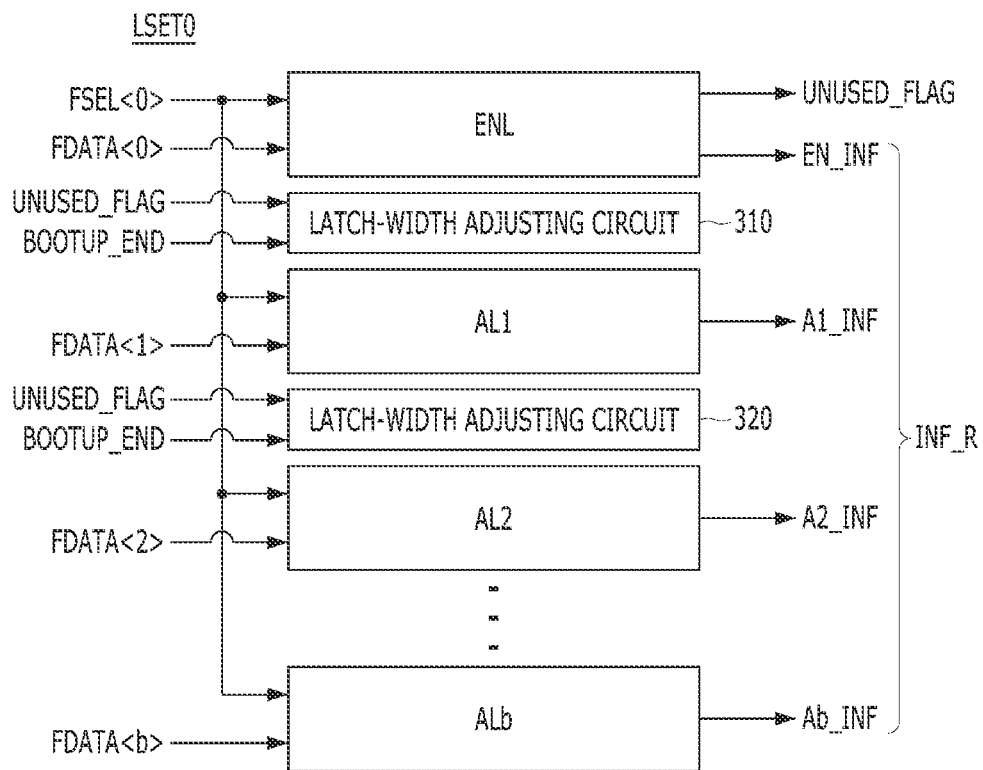 LSET0
FSEL<0>
ENL
UNUSED_FLAG
FDATA<0>
EN_INF
UNUSED_FLAG
LATCH-WIDTH ADJUSTING CIRCUIT
310
BOOTUP_END
AL1
A1_INF
FDATA<1>
UNUSED_FLAG
LATCH-WIDTH ADJUSTING CIRCUIT
320
BOOTUP_END
INF_R
AL2
A2_INF
FDATA<2>
ALb
Ab_INF
FDATA<b>